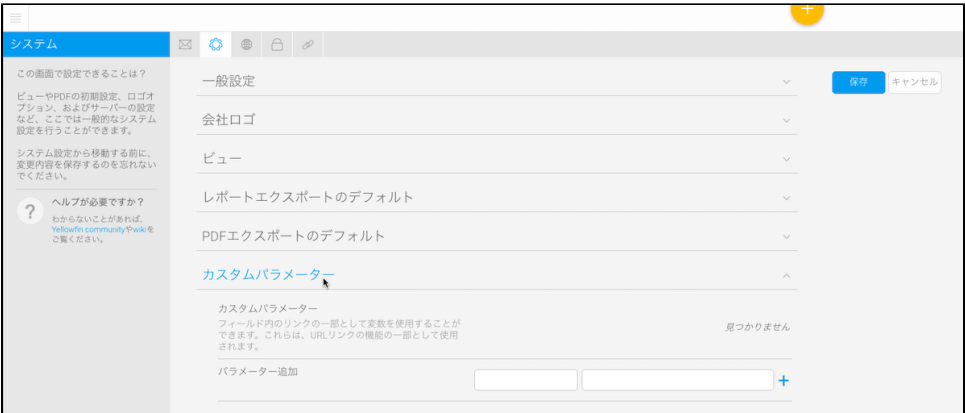 システム
この画面で設定できることは？
ビューやPDFの初期設定、ロゴオ
プション、およびサーバーの設定
など、ここでは一般的なシステム
設定を行うことができます。
システム設定から移動する前に、
変更内容を保存するのを忘れない
でください。
?
ヘルプが必要ですか？
わからないことがあれば、
Yellowfin communityやwikiを
ご覧ください。
一般設定
会社ロゴ
ビュー
レポートエクスポートのデフォルト
PDFエクスポートのデフォルト
カスタムパラメーター
カスタムパラメーター
フィールド内のリンクの一部として変数を使用することが
できます。これらは、URLリンクの機能の一部として使用
されます。
見つかりません
パラメーター追加
保存
キャンセル